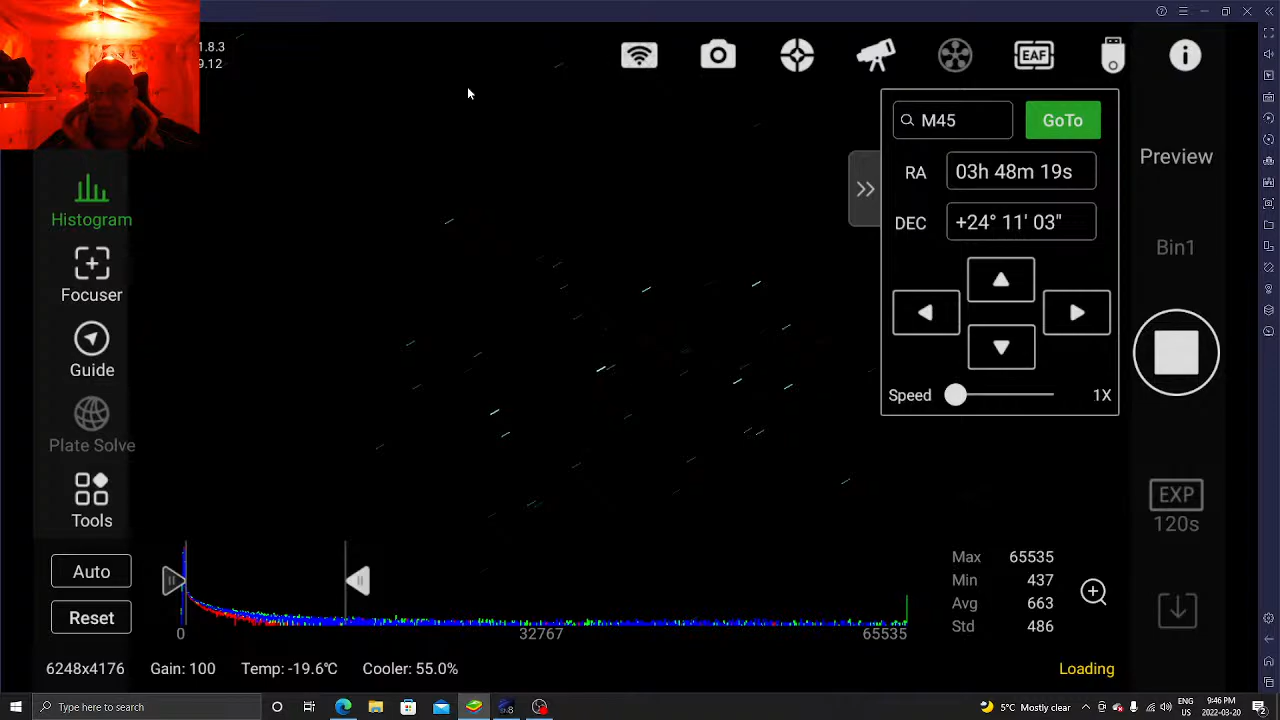 1.8.3
9.12
EAF
M45
GoTo
RA
03h 48m 19s
DEC
+24° 11' 03"
Speed
1X
Preview
Bin1
EXP
120s
Histogram
Focuser
Guide
Plate Solve
Tools
Auto
Reset
0
32767
65535
Max 65535
Min 437
Avg 663
Std 486
6248x4176 Gain: 100 Temp: -19.6℃ Cooler: 55.0% Loading
Type here to search
5°C Mostly clear
ENG
US
9:46 PM
2022-03-20